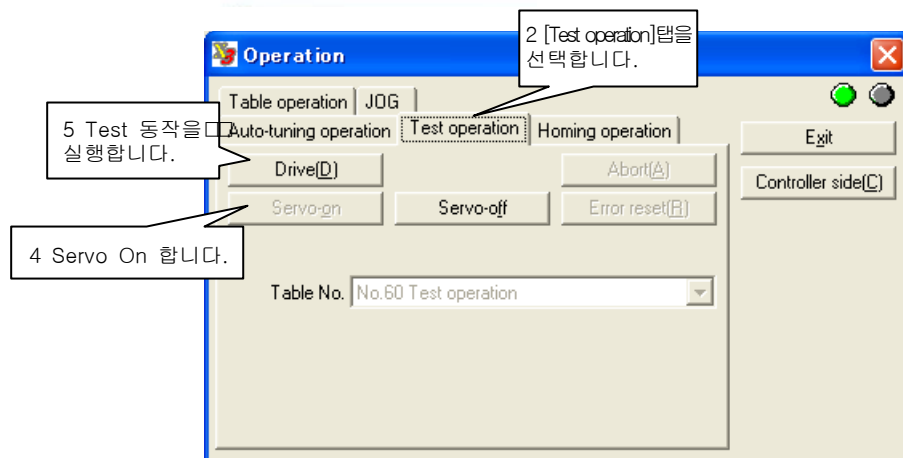 2 [Test operation]탭을
선택합니다.
Operation
Table operation JOG
5 Test 동작을□□
실행합니다.
Auto-tuning operation Test operation Homing operation
Exit
Drive(D) Abort(A)
Controller side(C)
Servo-on Servo-off Error reset(R)
4 Servo On 합니다.
Table No. No.60 Test operation